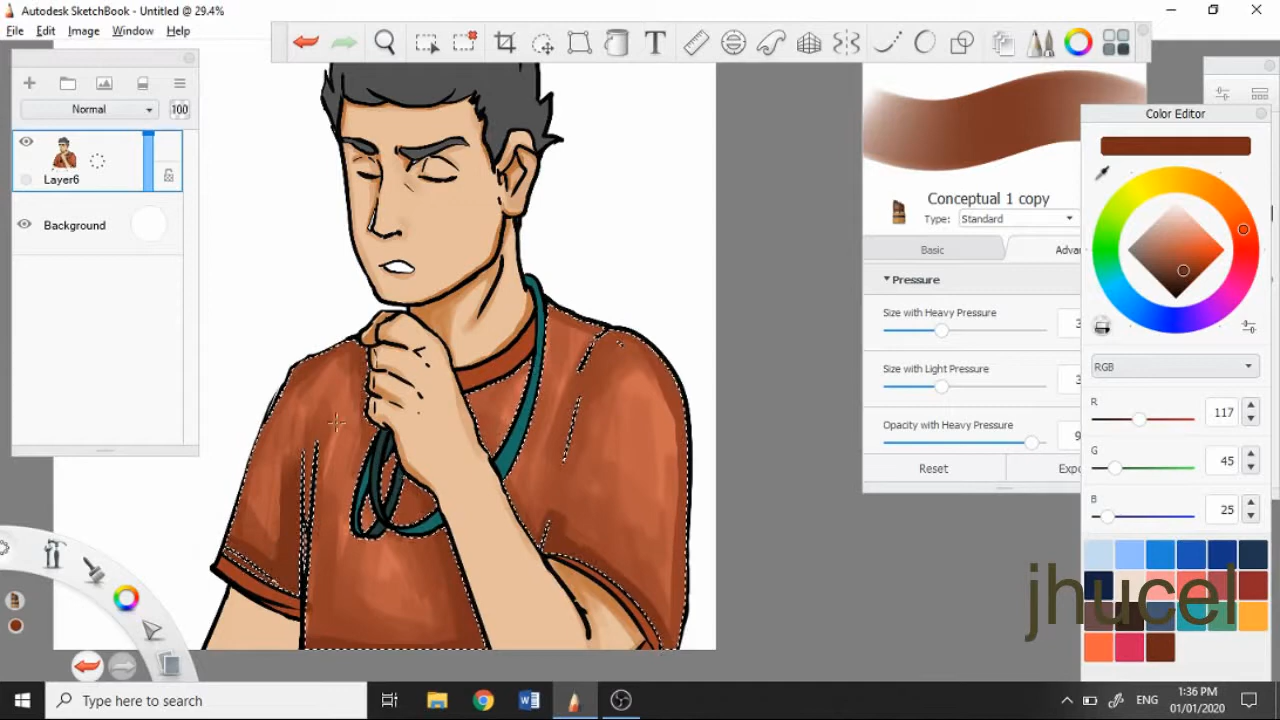 Autodesk SketchBook - Untitled @ 29.4%
File Edit Image Window Help
T
Normal 100
Layer6
Background
Conceptual 1 copy
Type: Standard
Basic
Pressure
Size with Heavy Pressure
Size with Light Pressure
Opacity with Heavy Pressure
Reset
Color Editor
RGB
R 117
G 45
B 25
jhucel
Type here to search
ENG
1:36 PM
01/01/2020